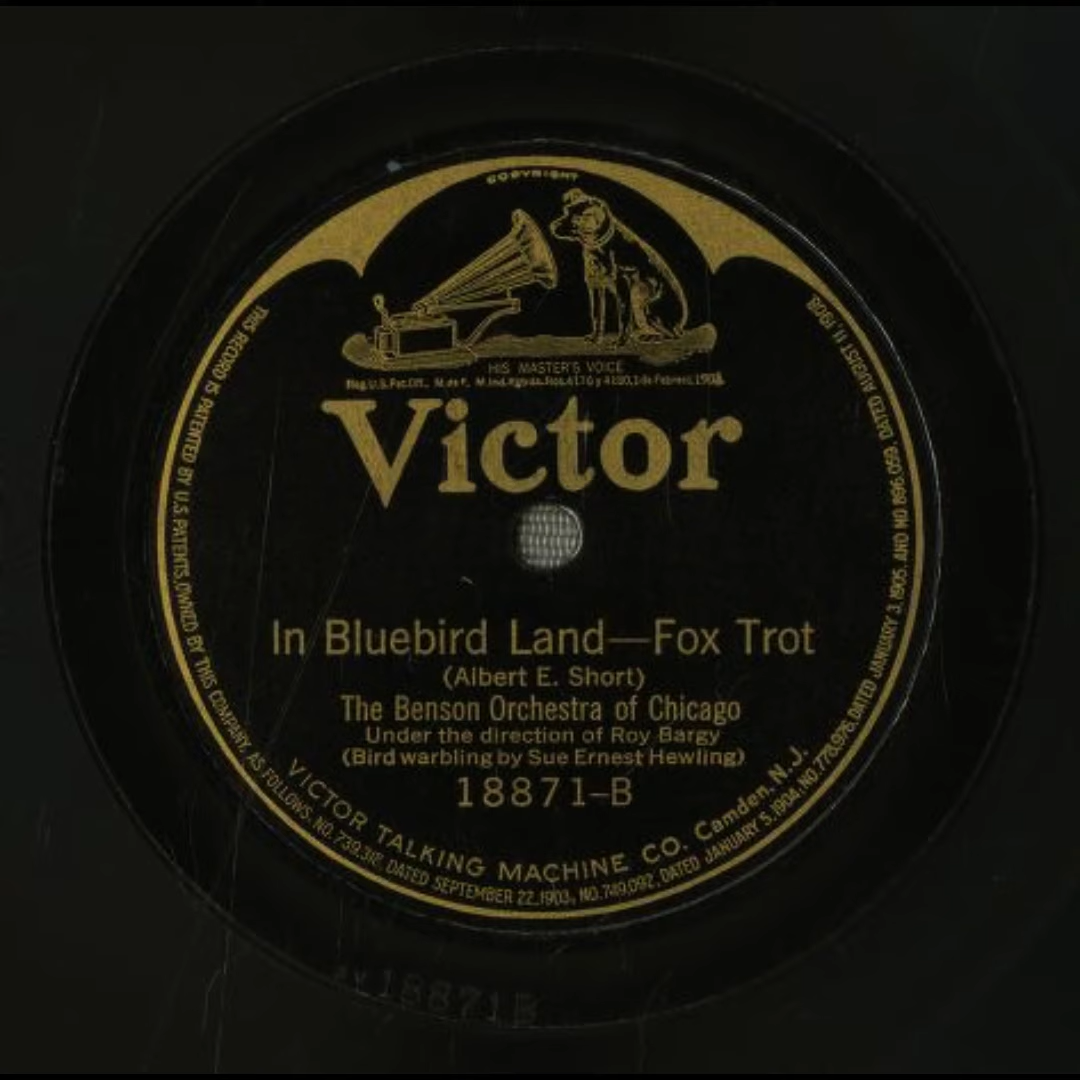 COPYRIGHT
HIS MASTER'S VOICE
Victor
In Bluebird Land—Fox Trot
(Albert E. Short)
The Benson Orchestra of Chicago
Under the direction of Roy Bargy
(Bird warbling by Sue Ernest Hewling)
18871-B
VICTOR TALKING MACHINE CO. Camden, N. J.
THIS RECORD IS PATENTED BY U.S. PATENTS, OWNED BY THIS COMPANY, AS FOLLOWS, NO. 739,318, DATED SEPTEMBER 22, 1903, NO. 749,092, DATED JANUARY 5, 1904, NO. 778,976, DATED JANUARY 3, 1905, AND NO 896,059, DATED AUGUST 11, 1908
18871B